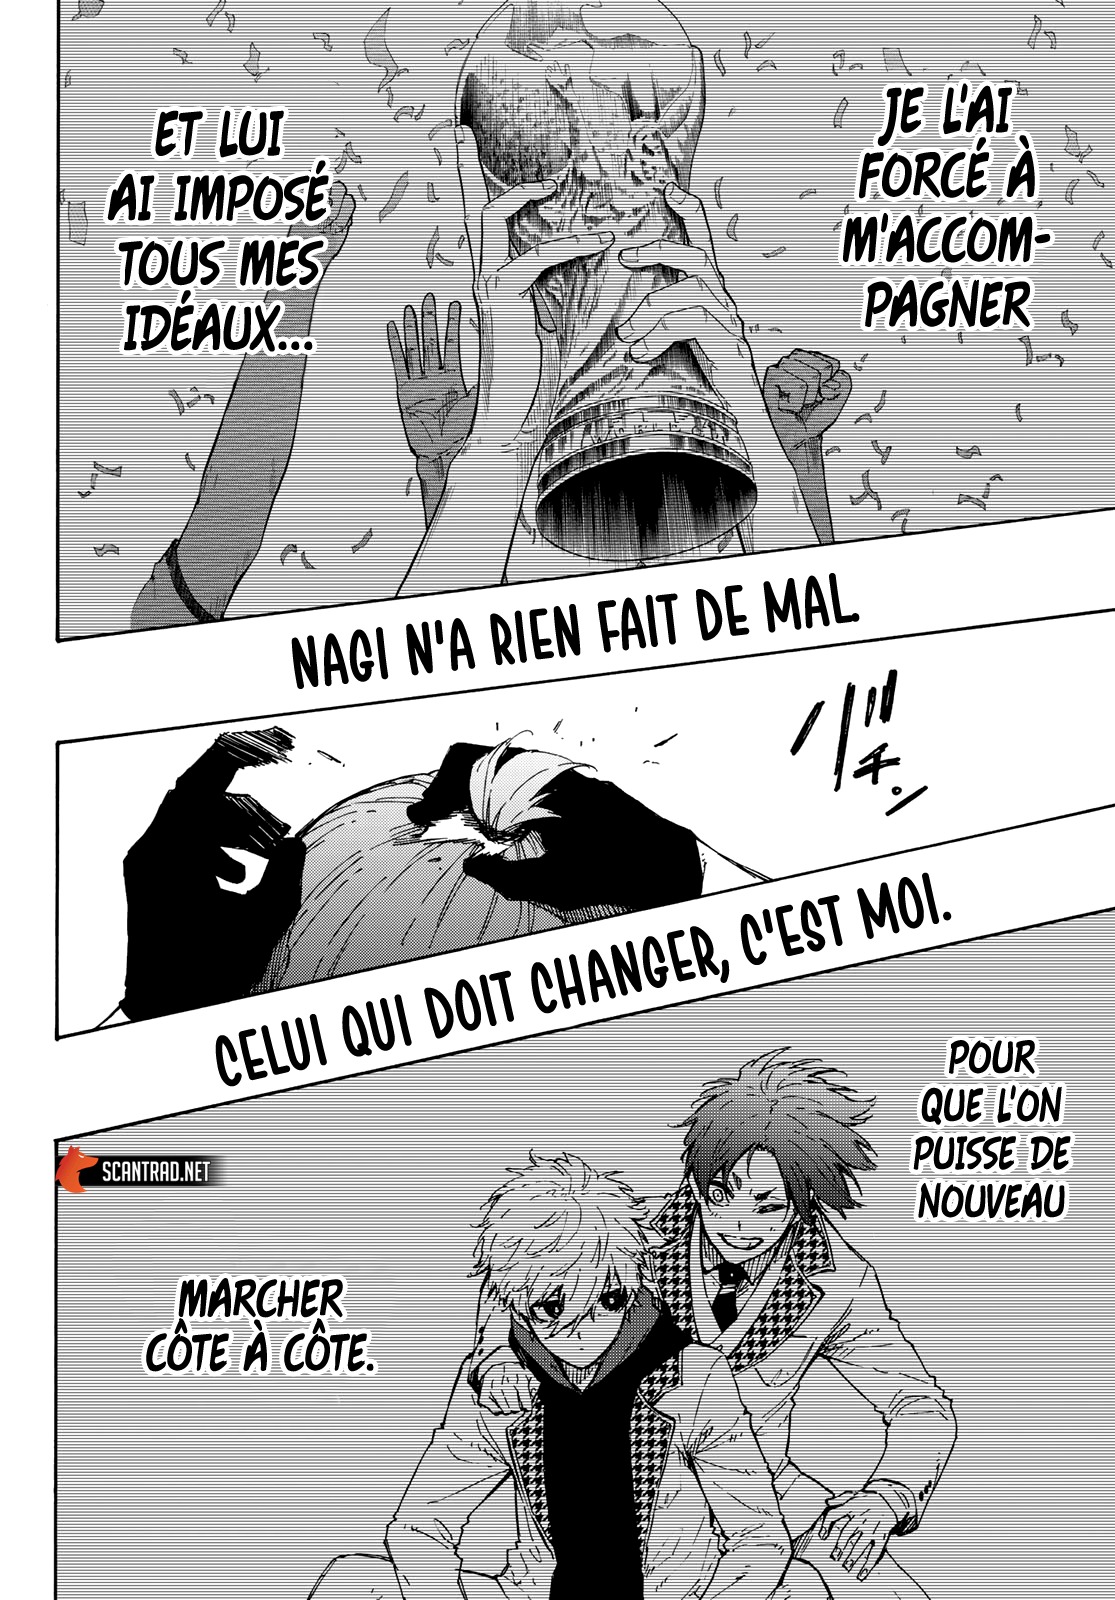 JE L'AI
FORCÉ À
M'ACCOM-
PAGNER
ET LUI
AI IMPOSÉ
TOUS MES
IDÉAUX...
NAGI N'A RIEN FAIT DE MAL.
CELUI QUI DOIT CHANGER, C'EST MOI.
POUR
QUE L'ON
PUISSE DE
NOUVEAU
SCANTRAD.NET
MARCHER
CÔTE À CÔTE.